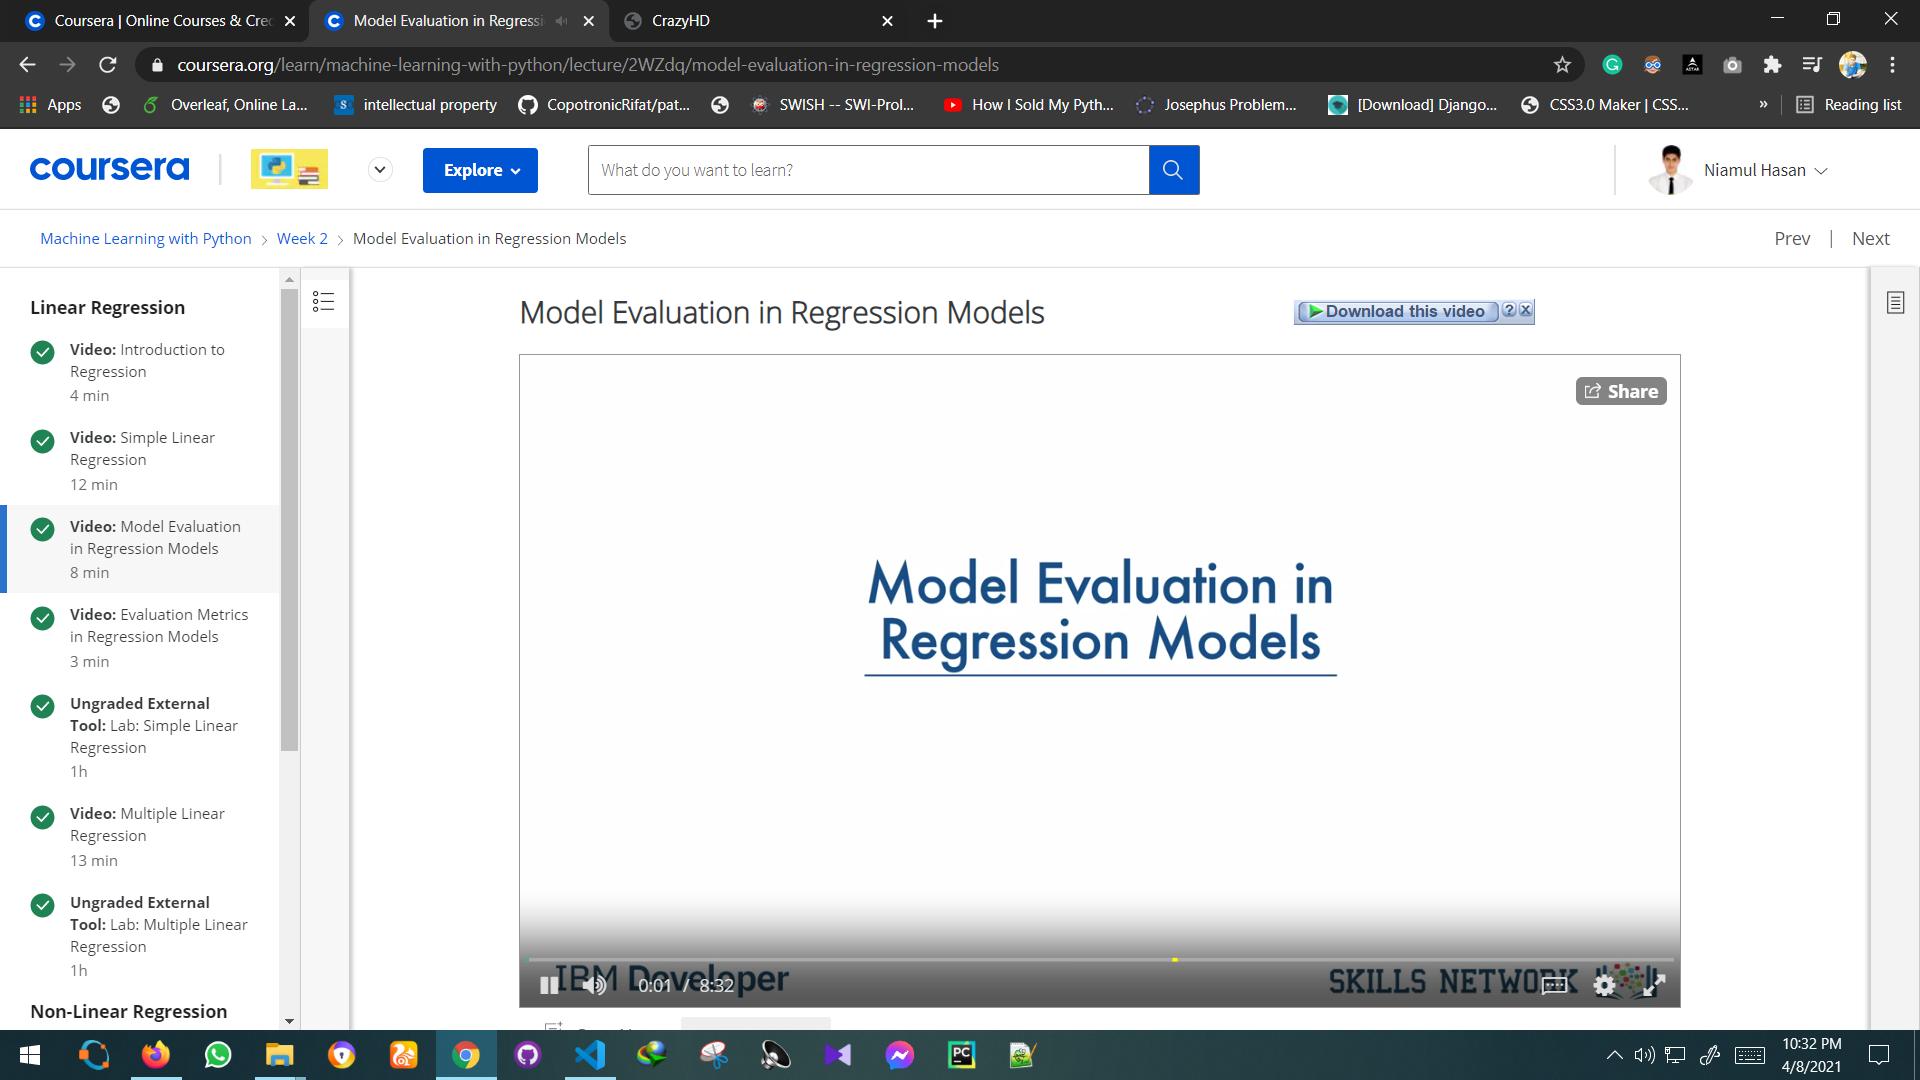 Coursera | Online Courses & Cre
Model Evaluation in Regressi
CrazyHD
coursera.org/learn/machine-learning-with-python/lecture/2WZdq/model-evaluation-in-regression-models
Apps
Overleaf, Online La...
intellectual property
CopotronicRifat/pat...
SWISH -- SWI-Prol...
How I Sold My Pyth...
Josephus Problem...
[Download] Django...
CSS3.0 Maker | CSS...
»
Reading list
coursera
Explore
What do you want to learn?
Niamul Hasan
Machine Learning with Python > Week 2 > Model Evaluation in Regression Models
Prev | Next
Linear Regression
Video: Introduction to
Regression
4 min
Video: Simple Linear
Regression
12 min
Video: Model Evaluation
in Regression Models
8 min
Video: Evaluation Metrics
in Regression Models
3 min
Ungraded External
Tool: Lab: Simple Linear
Regression
1h
Video: Multiple Linear
Regression
13 min
Ungraded External
Tool: Lab: Multiple Linear
Regression
1h
Non-Linear Regression
Model Evaluation in Regression Models
Download this video
Share
Model Evaluation in
Regression Models
IBM Developer
SKILLS NETWORK
0:01 / 8:32
10:32 PM
4/8/2021